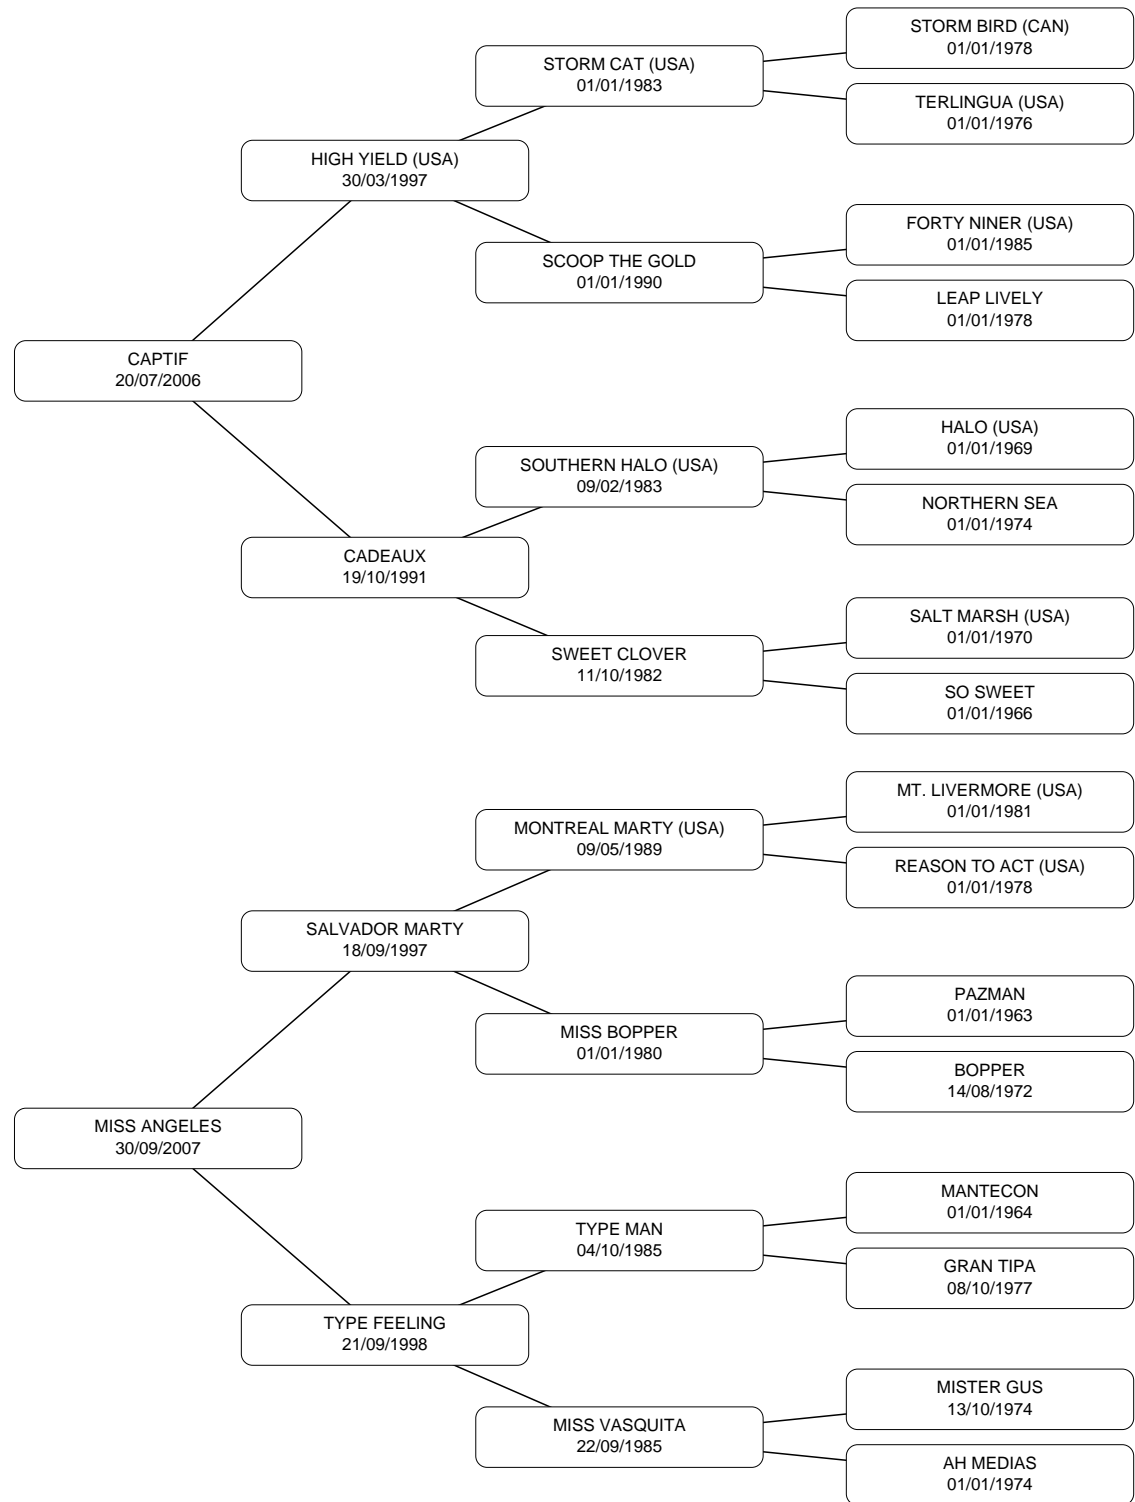 STORM BIRD (CAN)
01/01/1978
STORM CAT (USA)
01/01/1983
TERLINGUA (USA)
01/01/1976
HIGH YIELD (USA)
30/03/1997
FORTY NINER (USA)
01/01/1985
SCOOP THE GOLD
01/01/1990
LEAP LIVELY
01/01/1978
CAPTIF
20/07/2006
HALO (USA)
01/01/1969
SOUTHERN HALO (USA)
09/02/1983
NORTHERN SEA
01/01/1974
CADEAUX
19/10/1991
SALT MARSH (USA)
01/01/1970
SWEET CLOVER
11/10/1982
SO SWEET
01/01/1966
MT. LIVERMORE (USA)
01/01/1981
MONTREAL MARTY (USA)
09/05/1989
REASON TO ACT (USA)
01/01/1978
SALVADOR MARTY
18/09/1997
PAZMAN
01/01/1963
MISS BOPPER
01/01/1980
BOPPER
14/08/1972
MISS ANGELES
30/09/2007
MANTECON
01/01/1964
TYPE MAN
04/10/1985
GRAN TIPA
08/10/1977
TYPE FEELING
21/09/1998
MISTER GUS
13/10/1974
MISS VASQUITA
22/09/1985
AH MEDIAS
01/01/1974